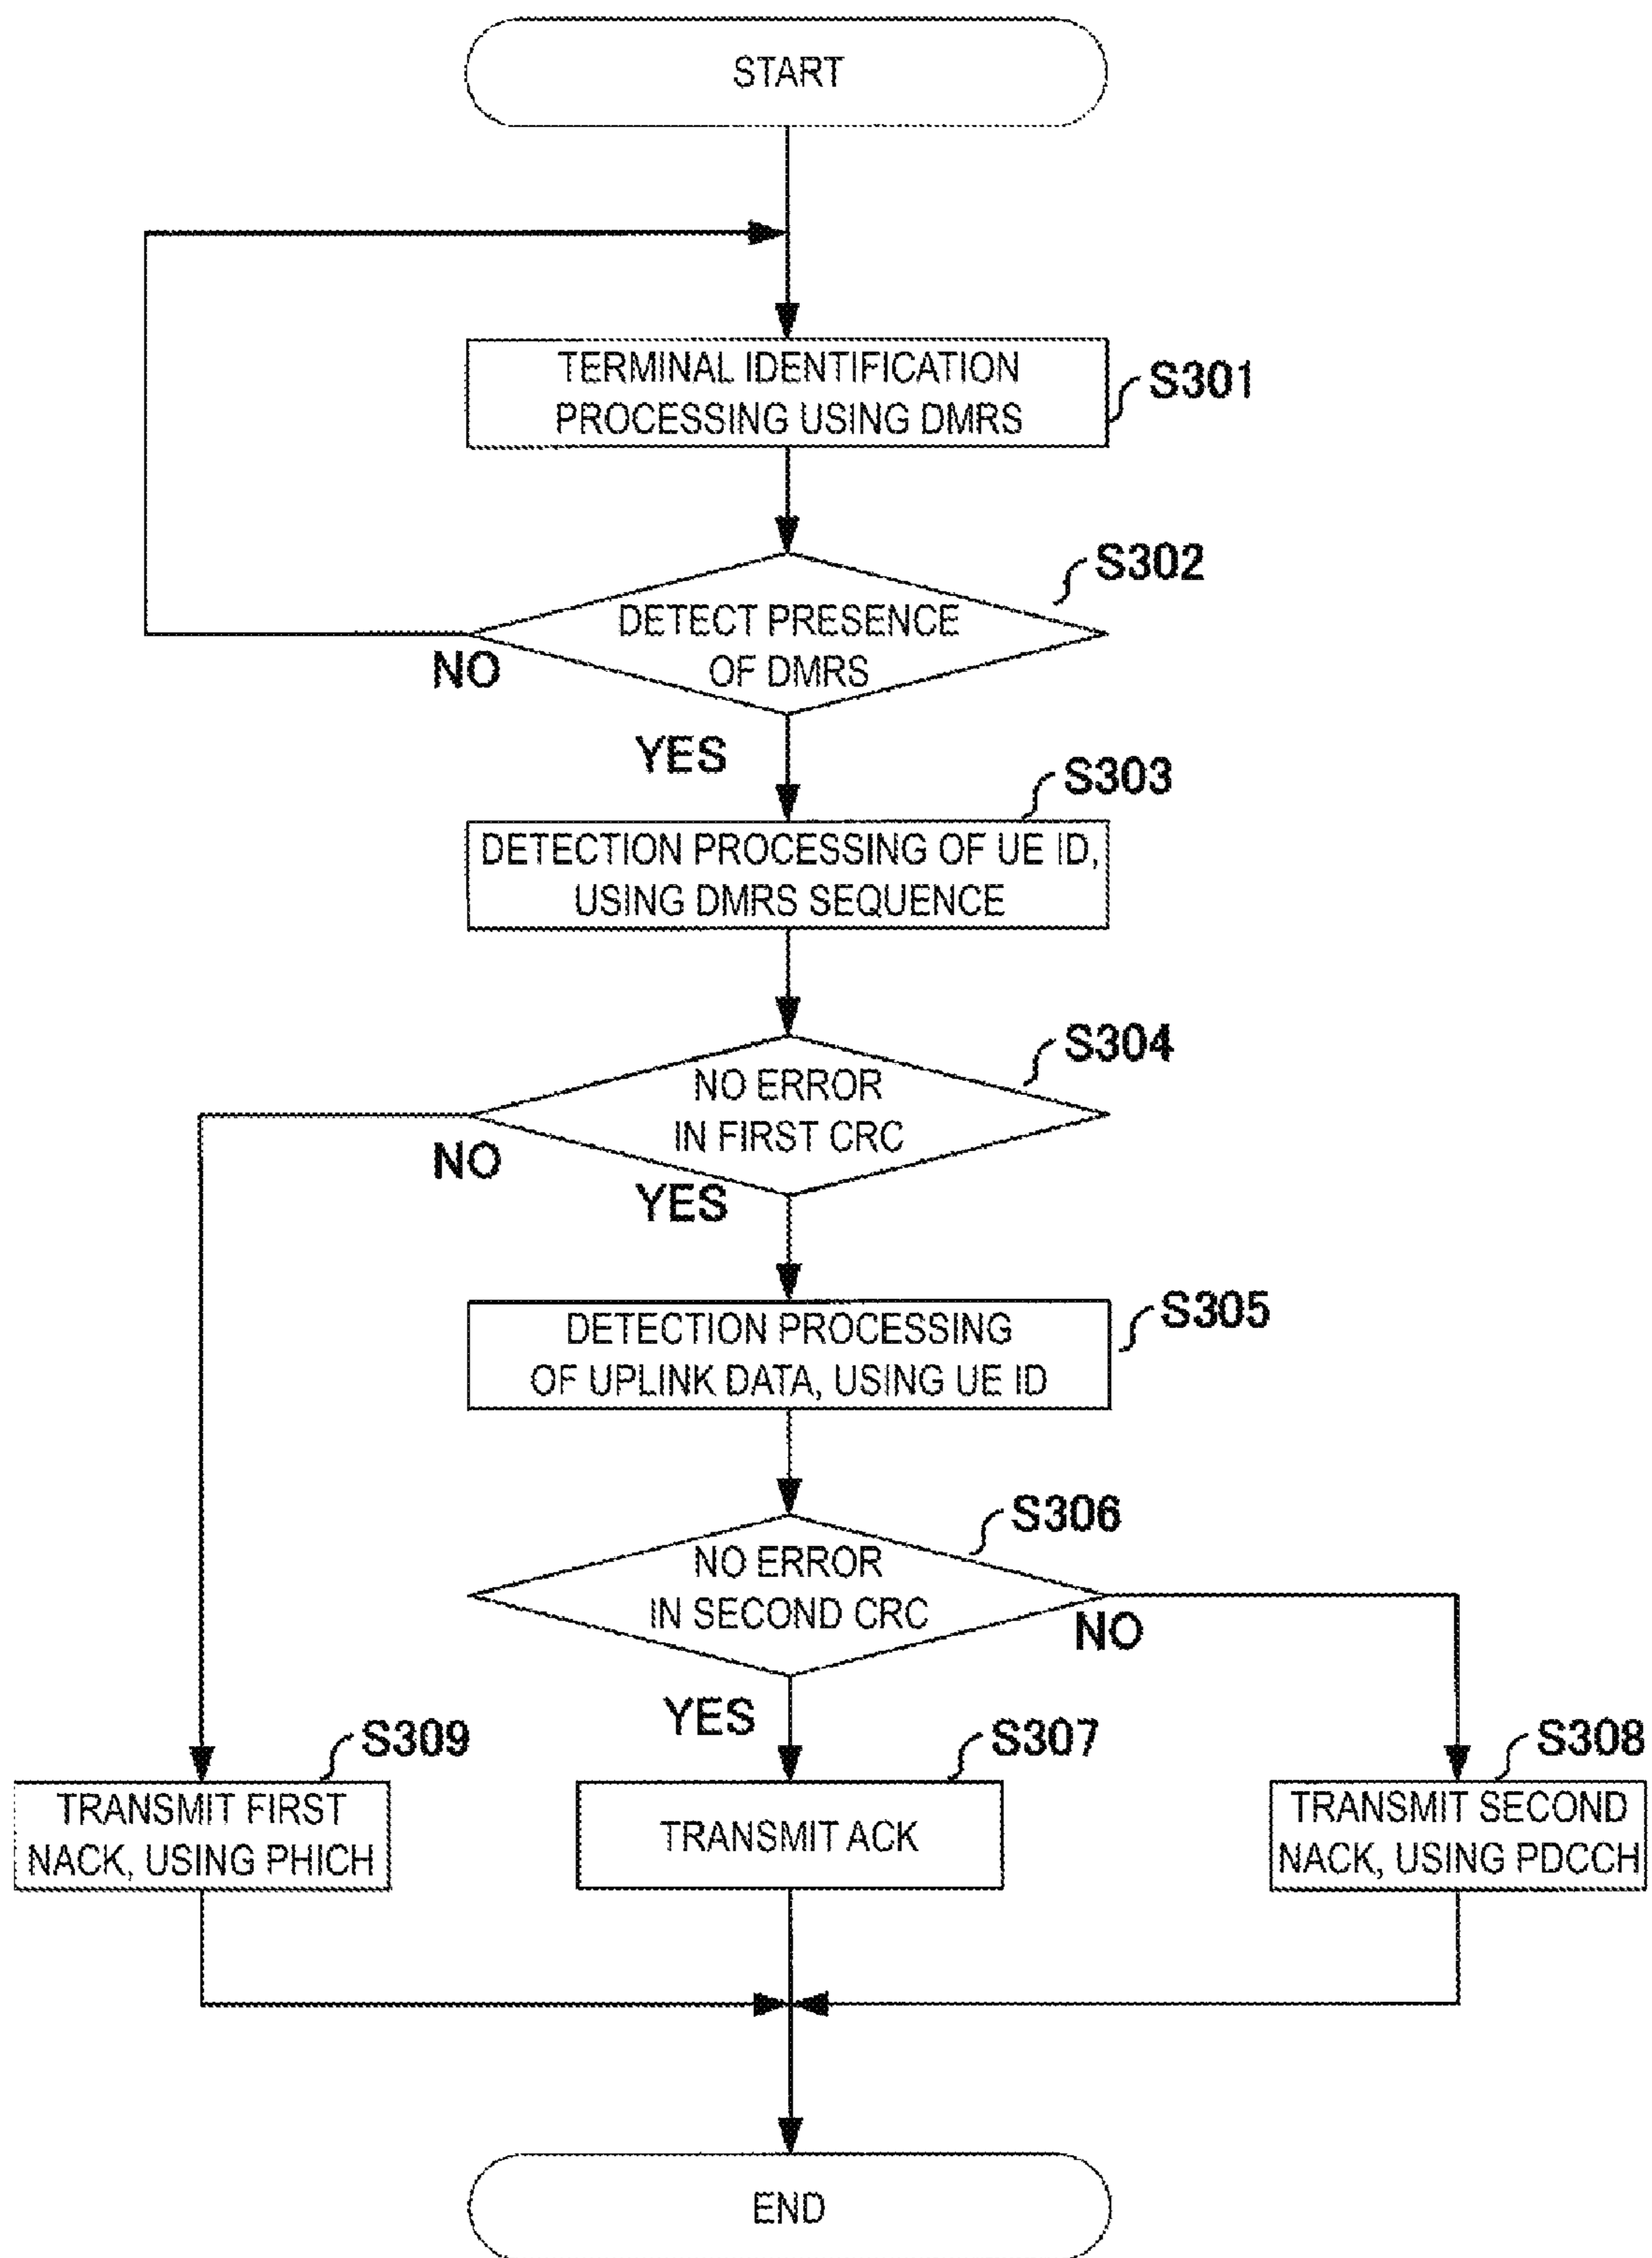 START
TERMINAL IDENTIFICATION
PROCESSING USING DMRS
S301
S302
DETECT PRESENCE
OF DMRS
NO
YES
S303
DETECTION PROCESSING OF UE ID,
USING DMRS SEQUENCE
S304
NO ERROR
IN FIRST CRC
NO
YES
S305
DETECTION PROCESSING
OF UPLINK DATA, USING UE ID
S306
NO ERROR
IN SECOND CRC
NO
YES
S309
TRANSMIT FIRST
NACK, USING PHICH
S307
TRANSMIT ACK
S308
TRANSMIT SECOND
NACK, USING PDCCH
END